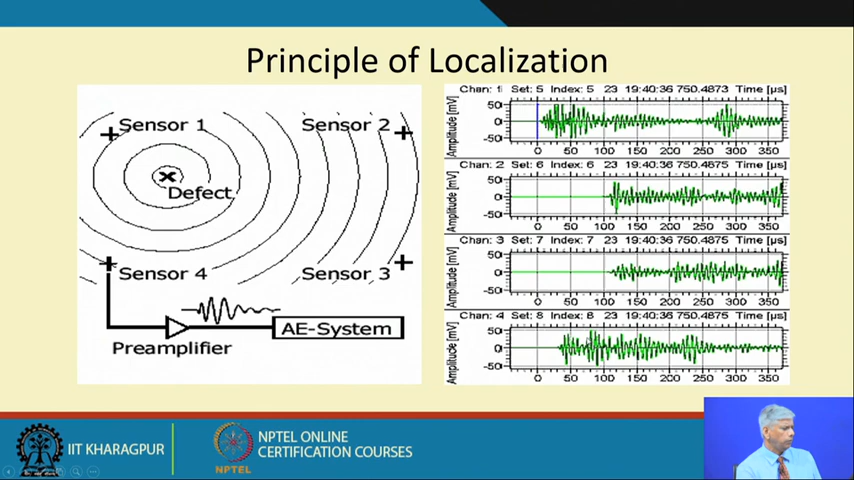 Principle of Localization
Sensor 1
Sensor 2
Defect
Sensor 4
Sensor 3
AE-System
Preamplifier
Chan: 1 Set: 5 Index: 5 23 19:40:36 750.4873 Time [µs]
Amplitude [mV]
50
0
-50
0 50 100 150 200 250 300 350
Chan: 2 Set: 6 Index: 6 23 19:40:36 750.4875 Time [µs]
Amplitude [mV]
50
0
-50
0 50 100 150 200 250 300 350
Chan: 3 Set: 7 Index: 7 23 19:40:36 750.4875 Time [µs]
Amplitude [mV]
50
0
-50
0 50 100 150 200 250 300 350
Chan: 4 Set: 8 Index: 8 23 19:40:36 750.4875 Time [µs]
Amplitude [mV]
50
0
-50
0 50 100 150 200 250 300 350
IIT KHARAGPUR
NPTEL
NPTEL ONLINE
CERTIFICATION COURSES